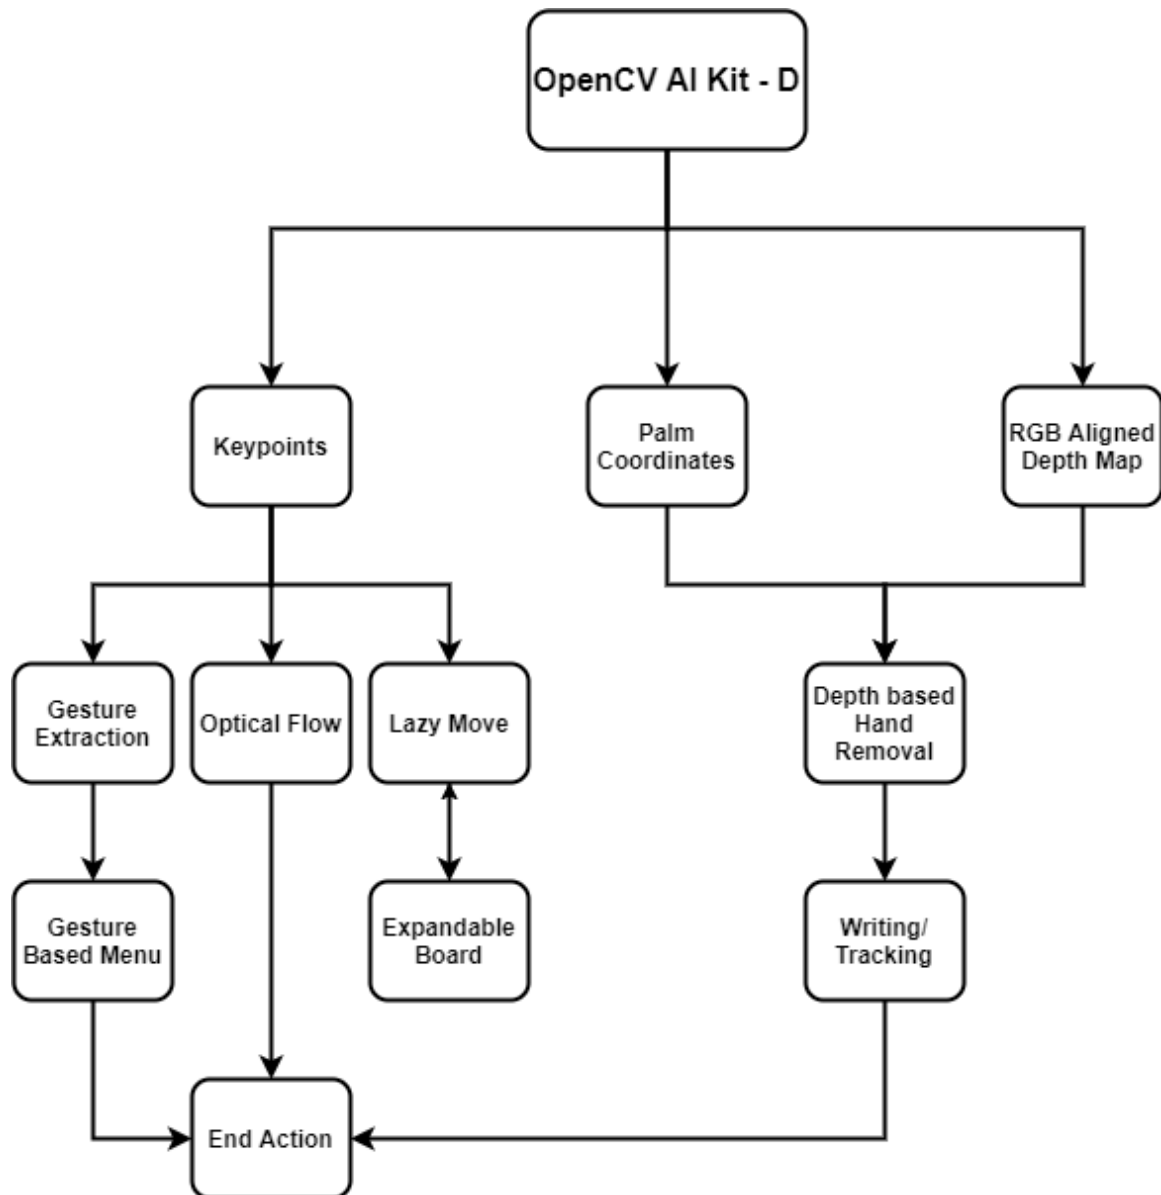 OpenCV AI Kit - D
Keypoints
Palm
Coordinates
RGB Aligned
Depth Map
Gesture
Extraction
Optical Flow
Lazy Move
Depth based
Hand
Removal
Gesture
Based Menu
Expandable
Board
Writing/
Tracking
End Action